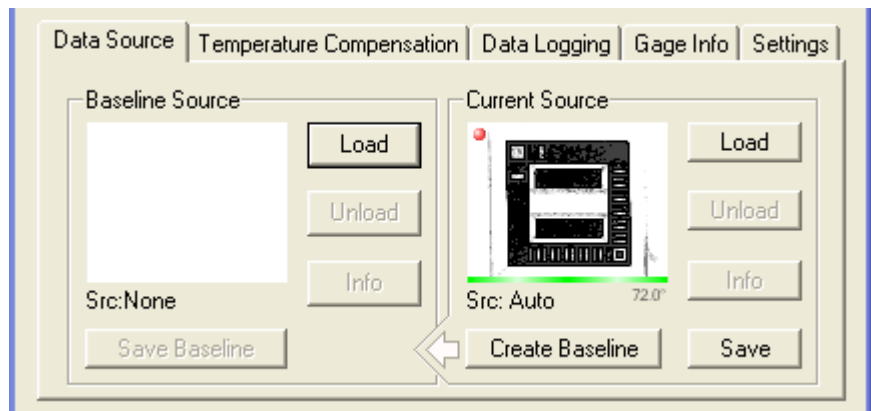 Data Source Temperature Compensation Data Logging Gage Info Settings
Baseline Source
Load
Unload
Info
Src:None
Save Baseline
Current Source
Load
Unload
Info
Src: Auto 72.0°
Create Baseline Save